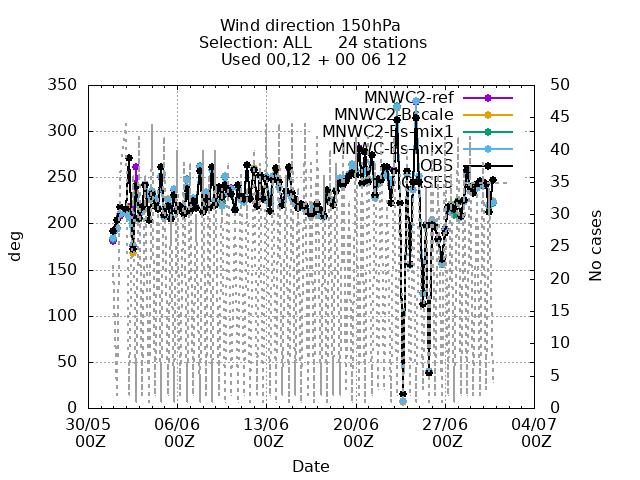 Wind direction 150hPa
Selection: ALL 24 stations
Used 00,12 + 00 06 12
350
300
250
200
150
100
50
0
deg
50
45
40
35
30
25
20
15
10
5
0
No cases
MNWC2-ref
MNWC2-Bscale
MNWC2-Bs-mix1
MNWC-Bs-mix2
OBS
CASES
30/05 06/06 13/06 20/06 27/06 04/07
00Z 00Z 00Z 00Z 00Z 00Z
Date